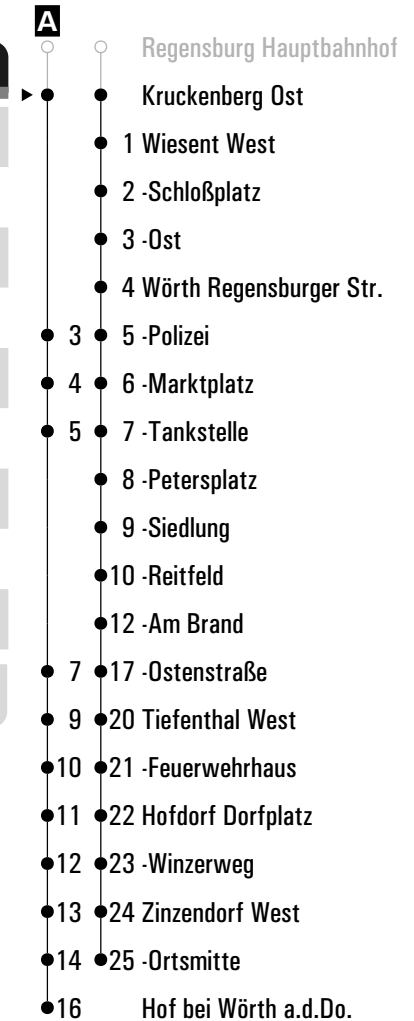 A
Regensburg Hauptbahnhof
Kruckenberg Ost
1 Wiesent West
2 -Schloßplatz
3 -Ost
4 Wörth Regensburger Str.
3 5 -Polizei
4 6 -Marktplatz
5 7 -Tankstelle
8 -Petersplatz
9 -Siedlung
10 -Reitfeld
12 -Am Brand
7 17 -Ostenstraße
9 20 Tiefenthal West
10 21 -Feuerwehrhaus
11 22 Hofdorf Dorfplatz
12 23 -Winzerweg
13 24 Zinzendorf West
14 25 -Ortsmitte
16 Hof bei Wörth a.d.Do.